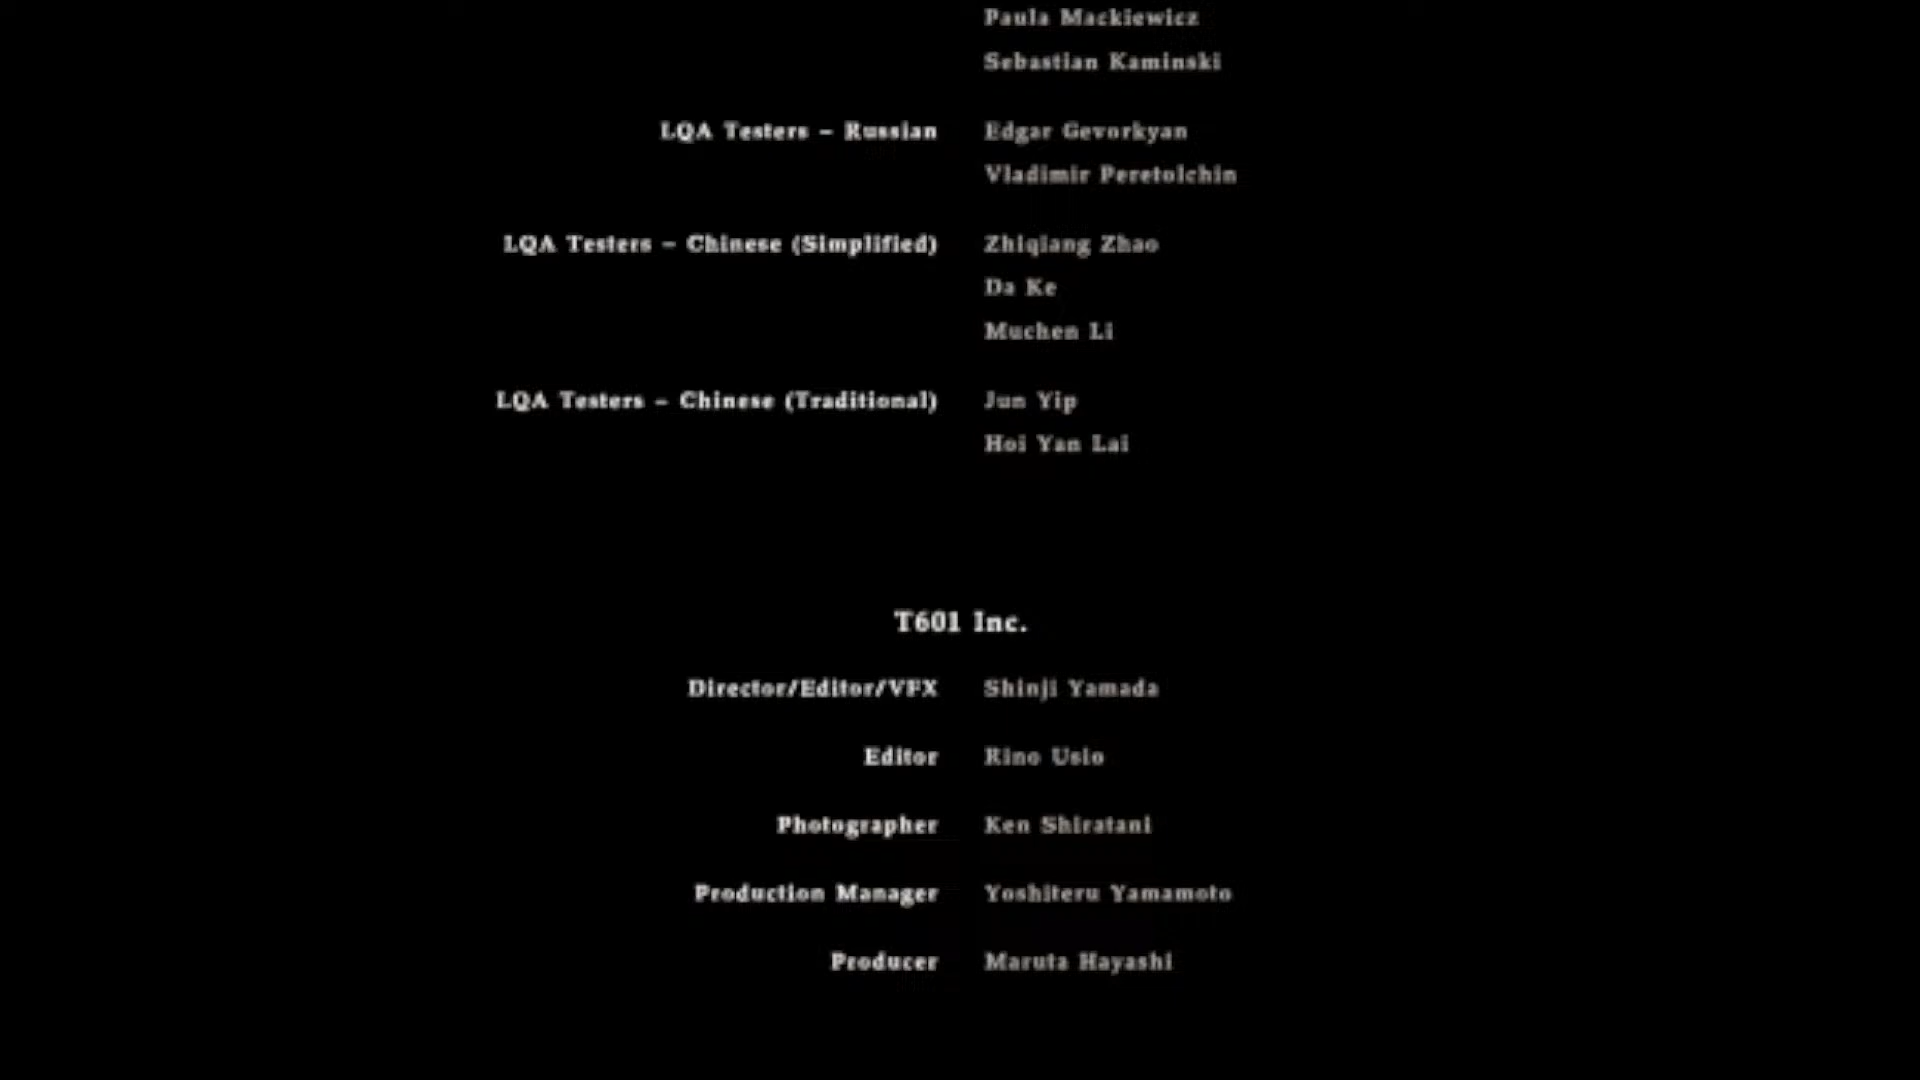 Paula Mackiewicz
Sebastian Kaminski
LQA Testers – Russian Edgar Gevorkyan
Vladimir Peretolchin
LQA Testers – Chinese (Simplified) Zhiqiang Zhao
Da Ke
Muchen Li
LQA Testers – Chinese (Traditional) Jun Yip
Hoi Yan Lai
T601 Inc.
Director/Editor/VFX Shinji Yamada
Editor Rino Usio
Photographer Ken Shiratani
Production Manager Yoshiteru Yamamoto
Producer Maruta Hayashi